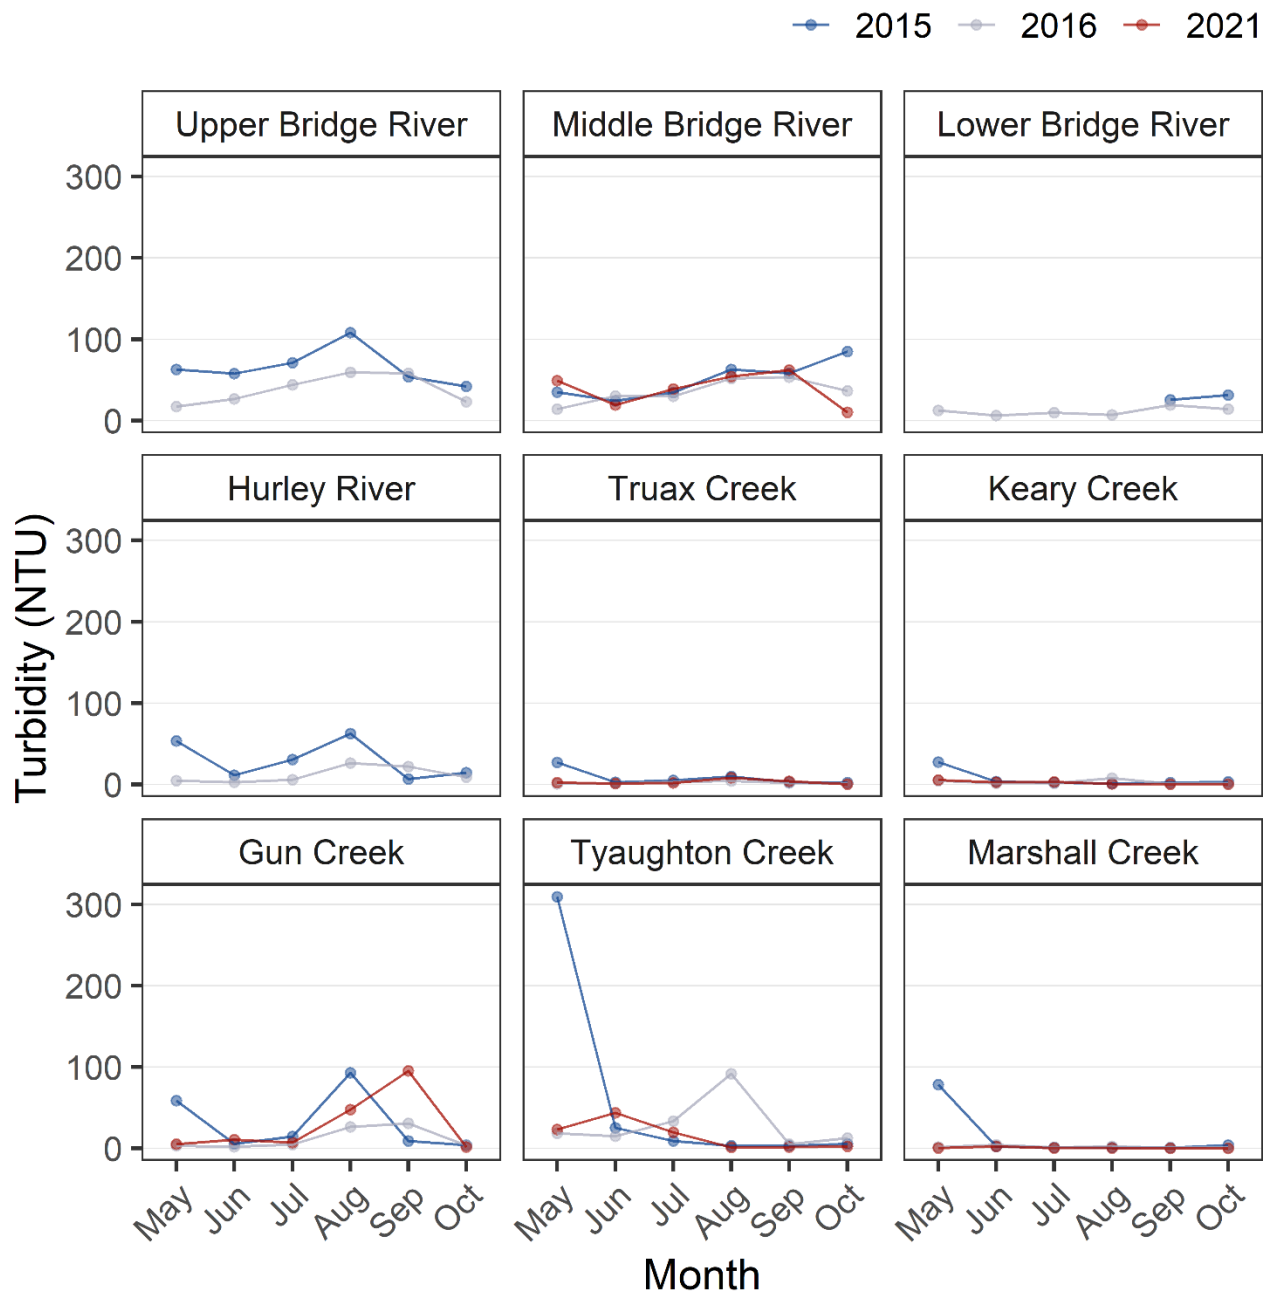 2015 2016 2021
Upper Bridge River Middle Bridge River Lower Bridge River
300
200
100
0
Hurley River Truax Creek Keary Creek
300
200
100
0
Gun Creek Tyaughton Creek Marshall Creek
300
200
100
0
Turbidity (NTU)
May Jun Jul Aug Sep Oct May Jun Jul Aug Sep Oct May Jun Jul Aug Sep Oct
Month